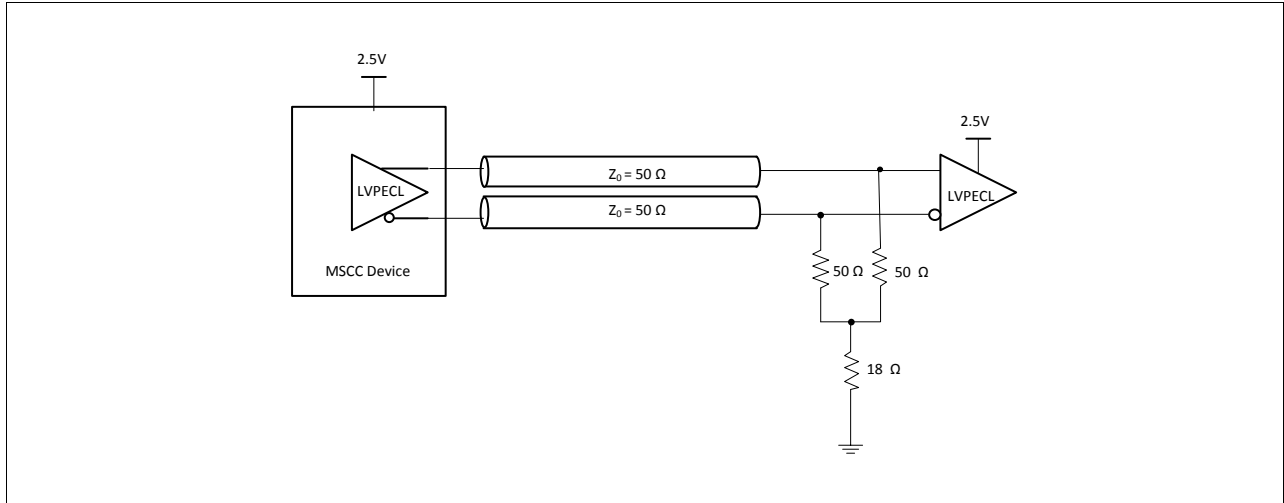 2.5V
2.5V
Z0 = 50 Ω
LVPECL
LVPECL
Z0 = 50 Ω
MSCC Device
50 Ω
50 Ω
18 Ω